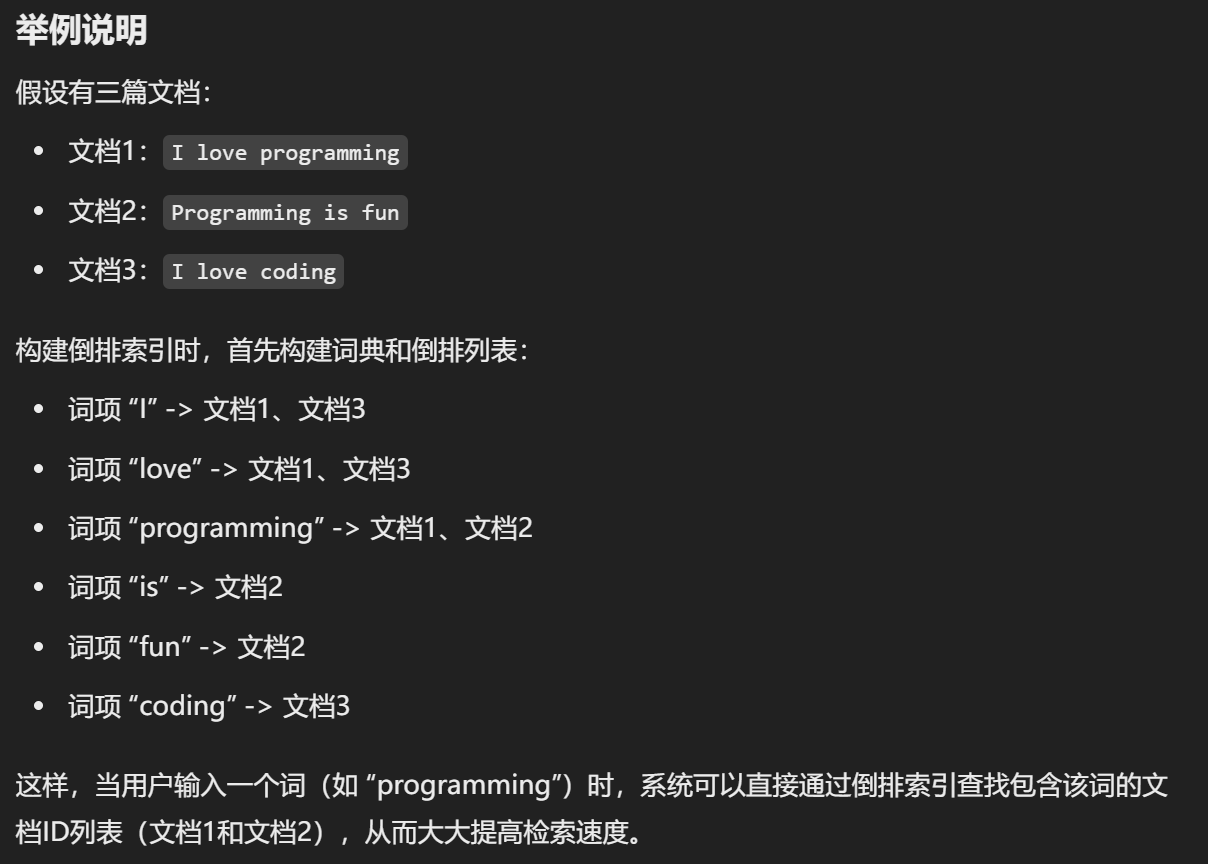 举例说明
假设有三篇文档：
• 文档1：I love programming
• 文档2：Programming is fun
• 文档3：I love coding
构建倒排索引时，首先构建词典和倒排列表：
• 词项 “I” -> 文档1、文档3
• 词项 “love” -> 文档1、文档3
• 词项 “programming” -> 文档1、文档2
• 词项 “is” -> 文档2
• 词项 “fun” -> 文档2
• 词项 “coding” -> 文档3
这样，当用户输入一个词（如 “programming”）时，系统可以直接通过倒排索引查找包含该词的文
档ID列表（文档1和文档2），从而大大提高检索速度。